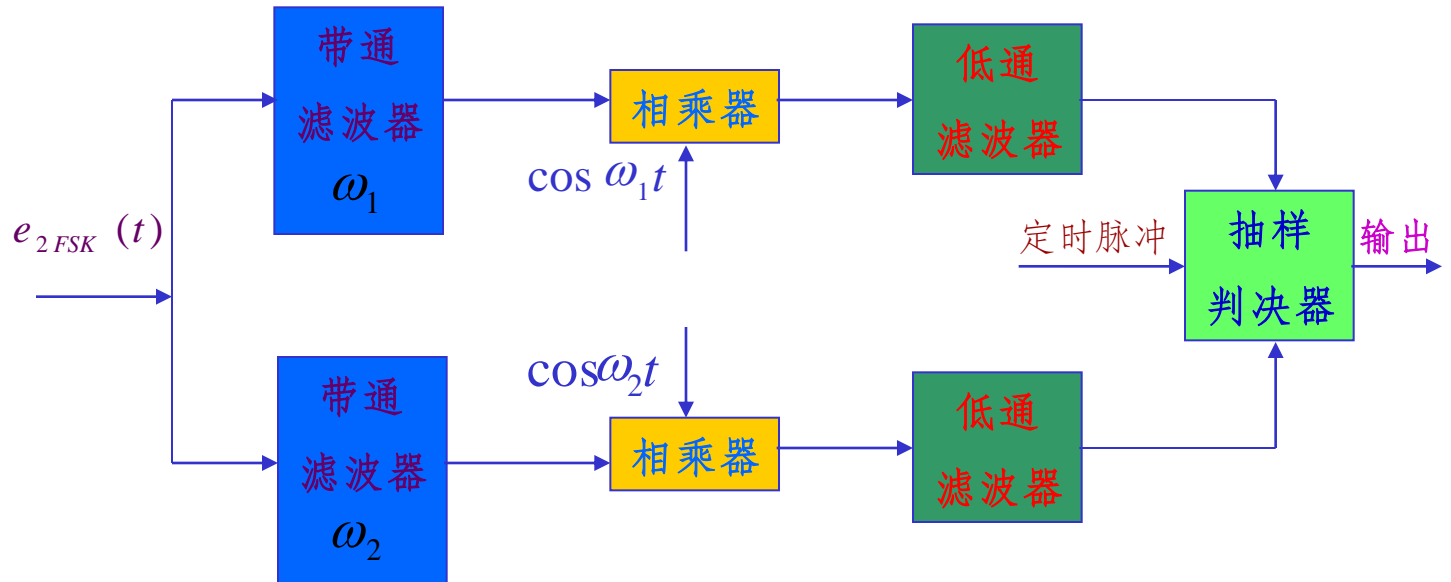 带通
滤波器
ω₁
相乘器
cos ω₁t
低通
滤波器
e₂FSK (t)
定时脉冲
抽样
判决器
输出
带通
滤波器
ω₂
cosω₂t
相乘器
低通
滤波器